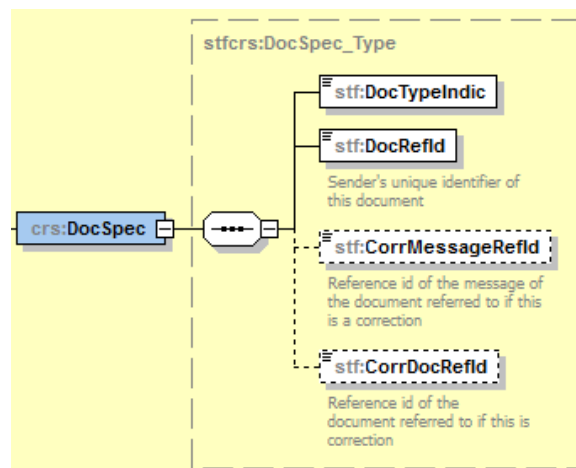 stfcrs:DocSpec_Type
stf:DocTypeIndic
stf:DocRefId
Sender's unique identifier of
this document
crs:DocSpec
stf:CorrMessageRefId
Reference id of the message of
the document referred to if this
is a correction
stf:CorrDocRefId
Reference id of the
document referred to if this is
correction